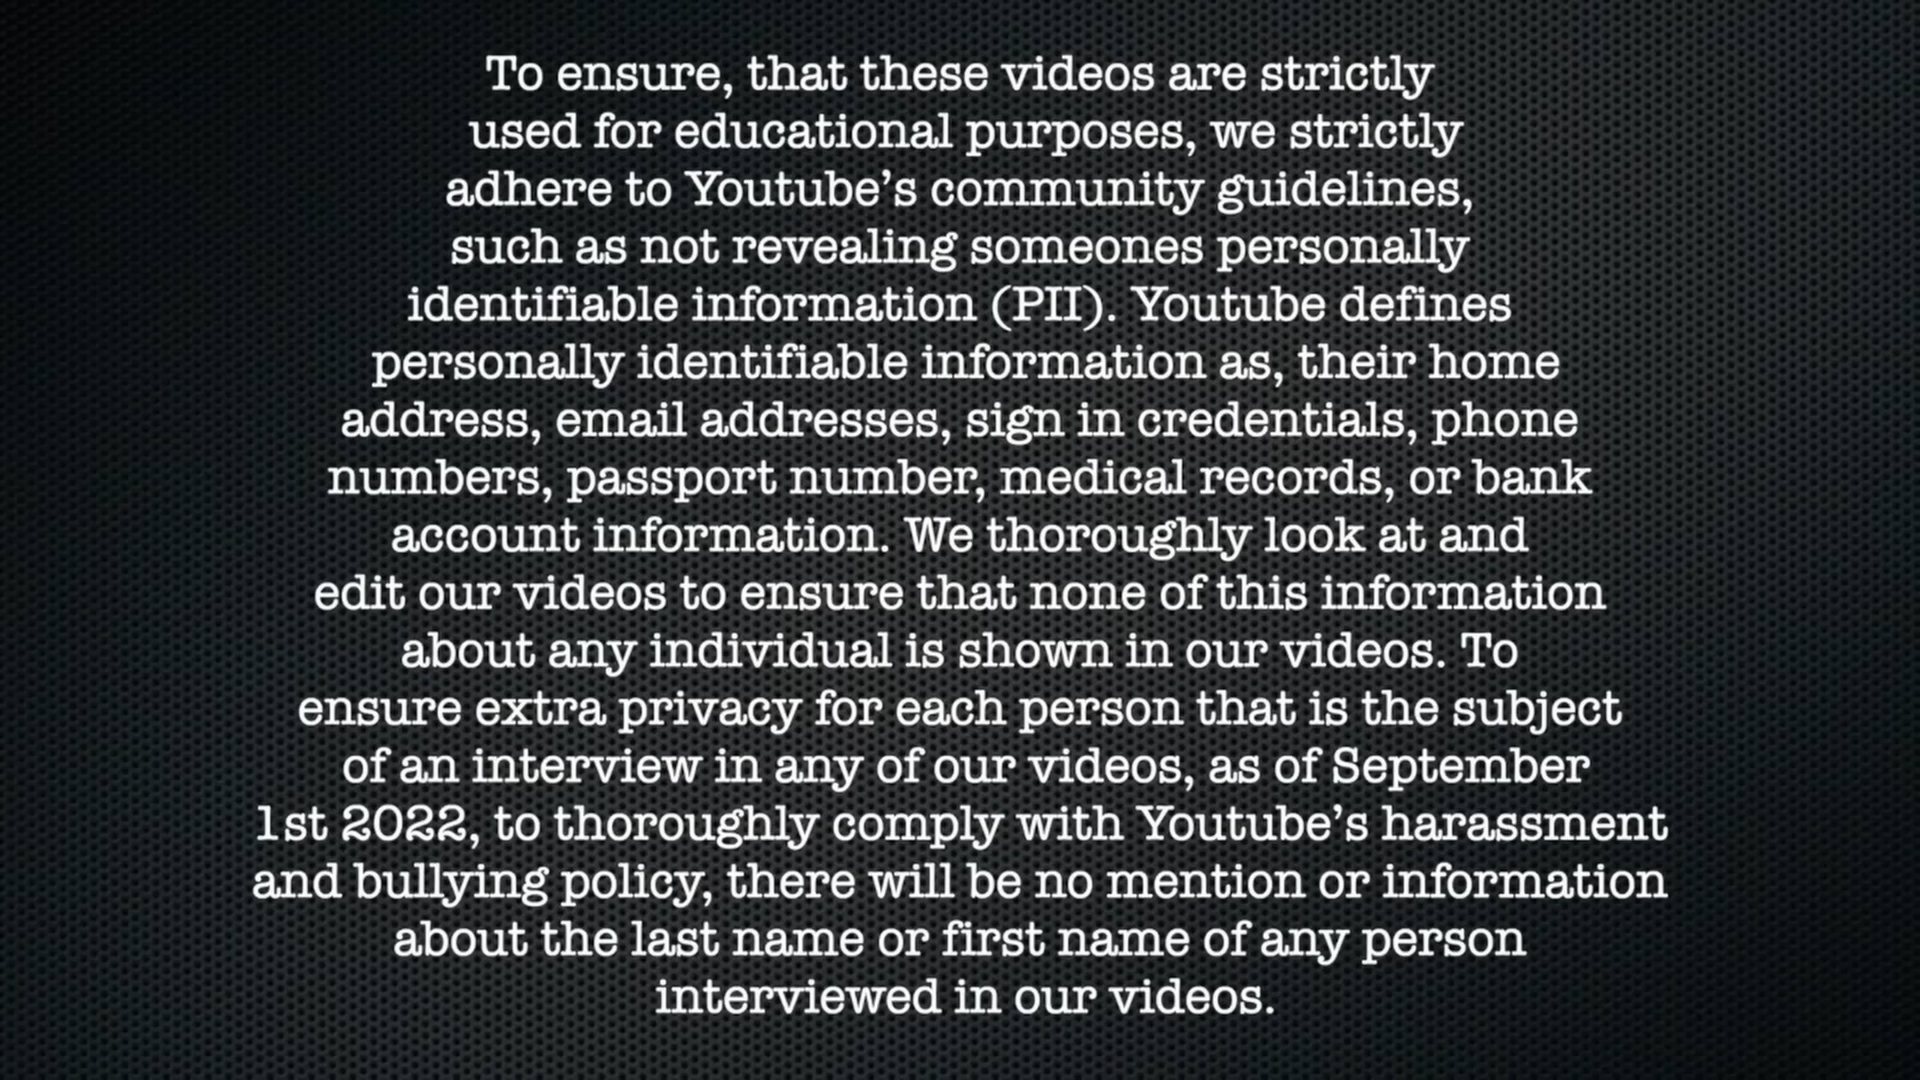 To ensure, that these videos are strictly
used for educational purposes, we strictly
adhere to Youtube’s community guidelines,
such as not revealing someones personally
identifiable information (PII). Youtube defines
personally identifiable information as, their home
address, email addresses, sign in credentials, phone
numbers, passport number, medical records, or bank
account information. We thoroughly look at and
edit our videos to ensure that none of this information
about any individual is shown in our videos. To
ensure extra privacy for each person that is the subject
of an interview in any of our videos, as of September
1st 2022, to thoroughly comply with Youtube’s harassment
and bullying policy, there will be no mention or information
about the last name or first name of any person
interviewed in our videos.